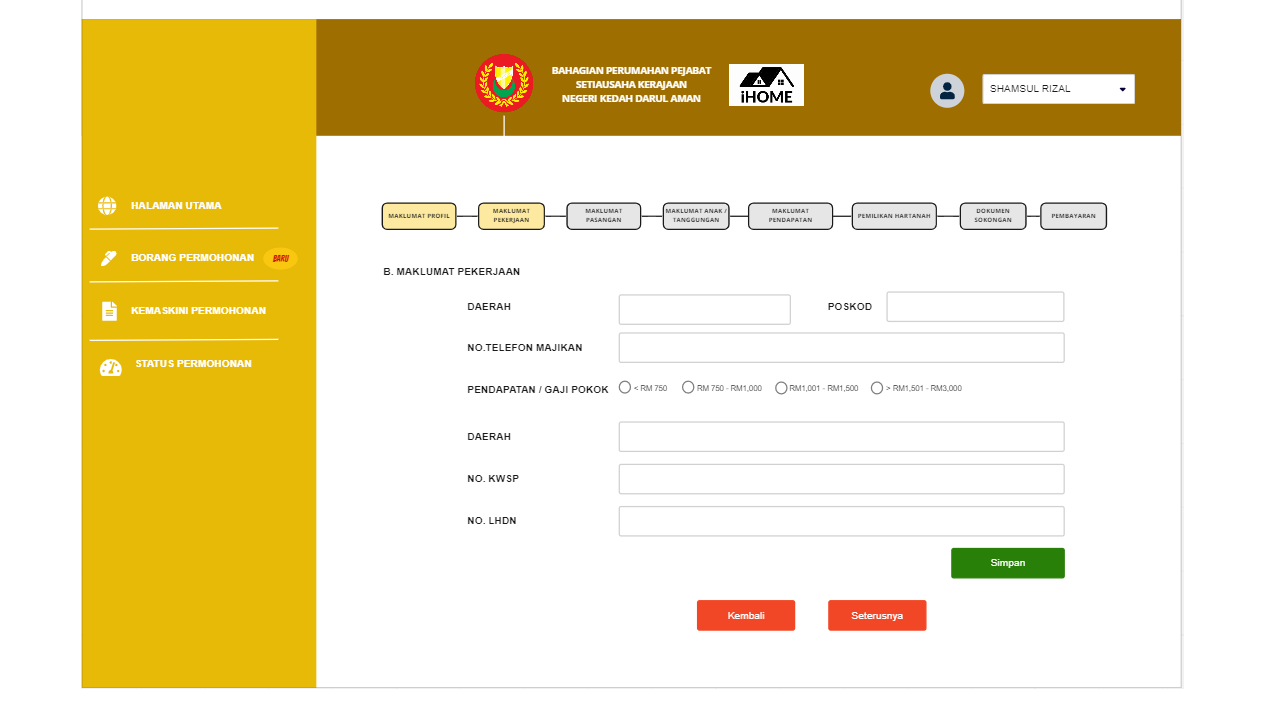 BAHAGIAN PERUMAHAN PEJABAT
SETIAUSAHA KERAJAAN
NEGERI KEDAH DARUL AMAN
iHOME
SHAMSUL RIZAL
HALAMAN UTAMA
BORANG PERMOHONAN
BARU
KEMASKINI PERMOHONAN
STATUS PERMOHONAN
MAKLUMAT PROFIL
MAKLUMAT
PEKERJAAN
MAKLUMAT
PASANGAN
MAKLUMAT ANAK /
TANGGUNGAN
MAKLUMAT
PENDAPATAN
PEMILIKAN HARTANAH
DOKUMEN
SOKONGAN
PEMBAYARAN
B. MAKLUMAT PEKERJAAN
DAERAH
POSKOD
NO.TELEFON MAJIKAN
PENDAPATAN / GAJI POKOK
< RM 750
RM 750 - RM1,000
RM1,001 - RM1,500
> RM1,501 - RM3,000
DAERAH
NO. KWSP
NO. LHDN
Simpan
Kembali
Seterusnya